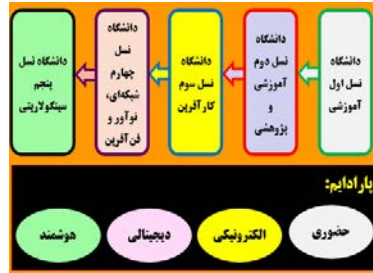 دانشگاه
نسل اول
آموزشی
دانشگاه
نسل دوم
آموزشی
و
پژوهشی
دانشگاه
نسل سوم
کارآفرین
دانشگاه
نسل
چهارم
شبکه‌ای،
نوآور و
فن‌آفرین
دانشگاه نسل
پنجم
سینگولاریتی
پارادایم:
حضوری
الکترونیکی
دیجیتالی
هوشمند